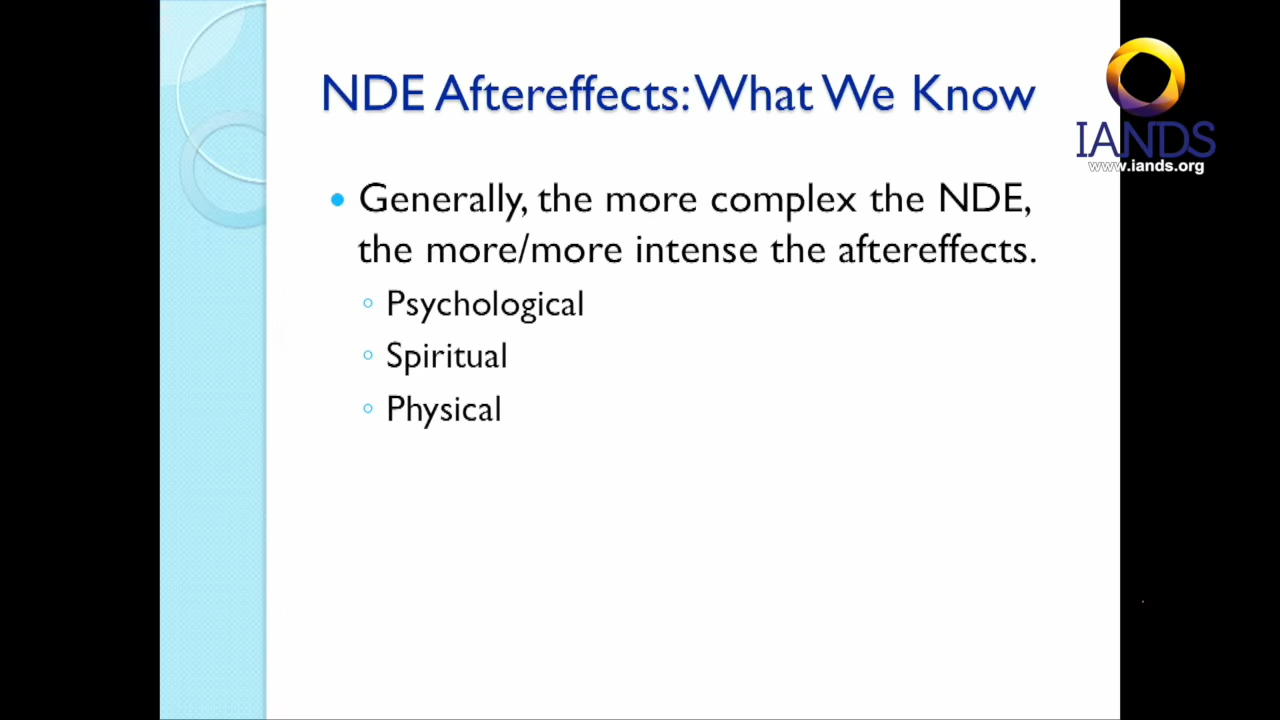 NDE Aftereffects: What We Know
IANDS
www.iands.org
• Generally, the more complex the NDE,
the more/more intense the aftereffects.
◦ Psychological
◦ Spiritual
◦ Physical